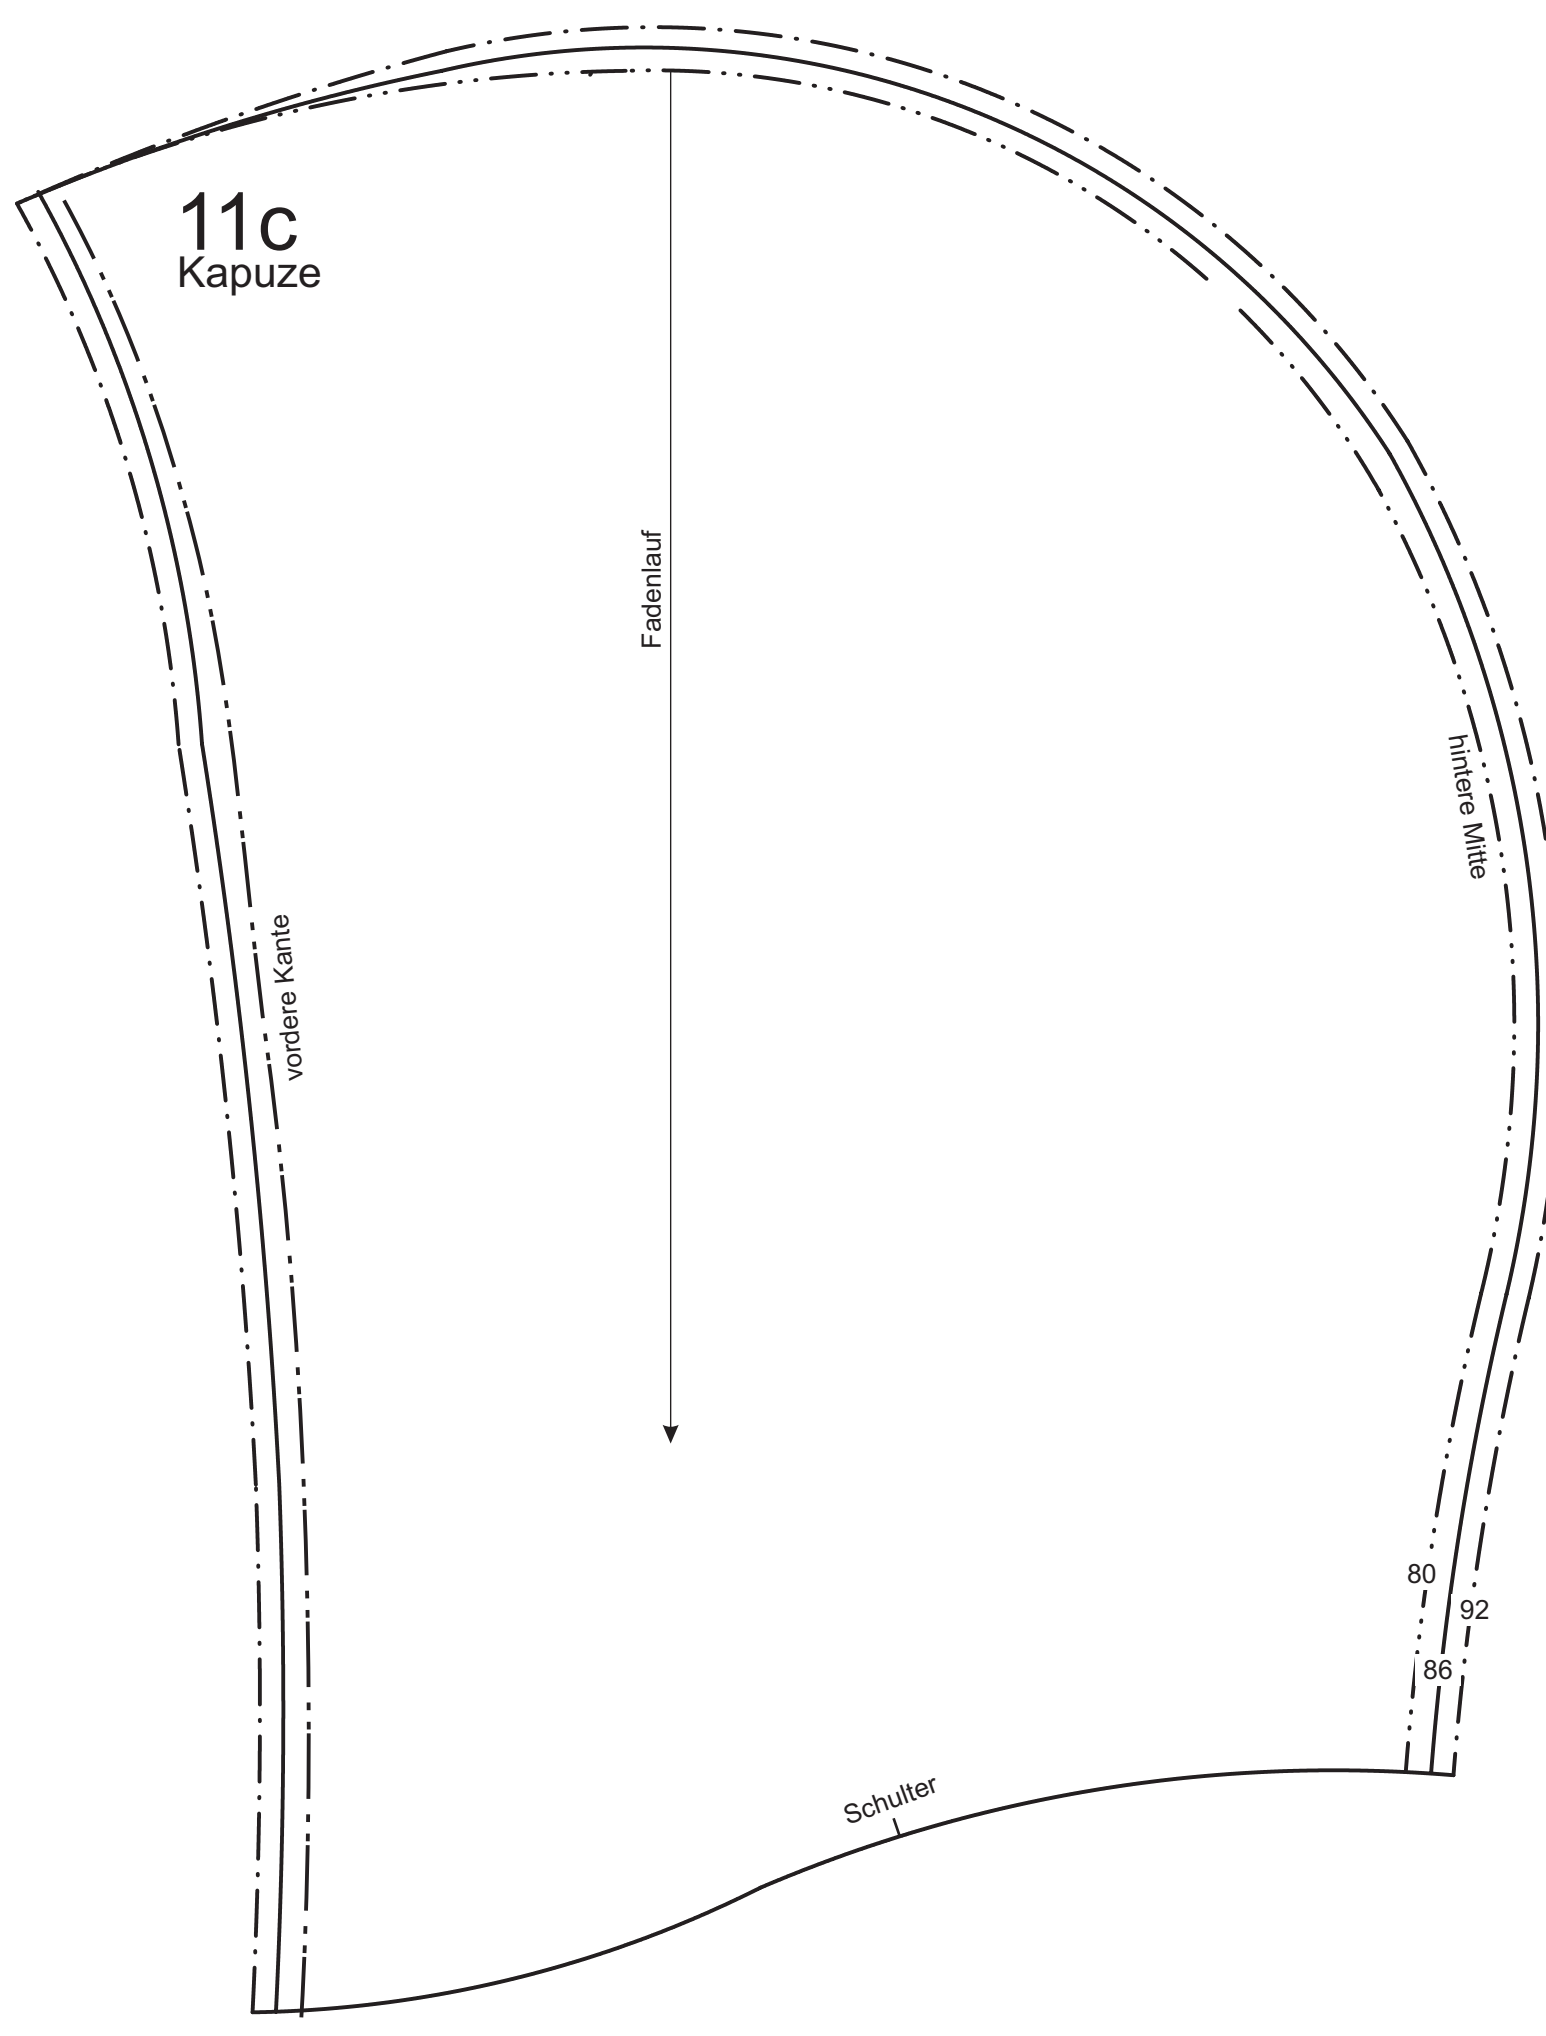 11c
Kapuze
Fadenlauf
hintere Mitte
vordere Kante
80
92
86
Schulter